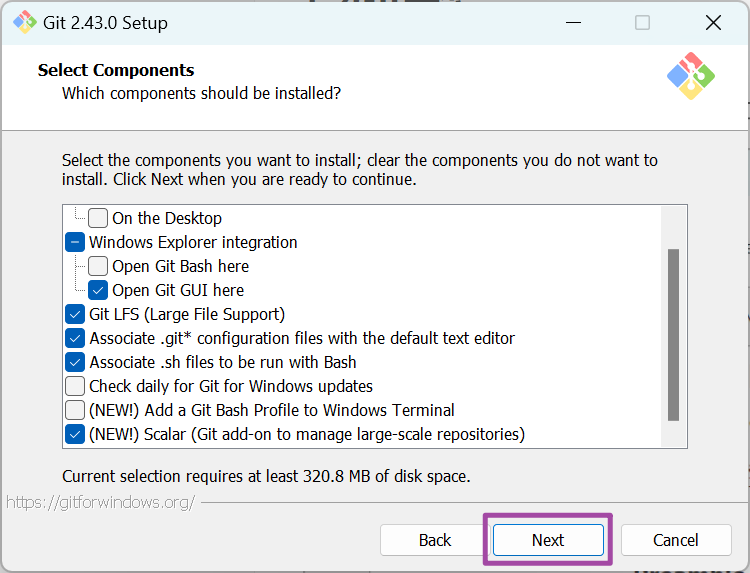 Git 2.43.0 Setup
Select Components
Which components should be installed?
Select the components you want to install; clear the components you do not want to
install. Click Next when you are ready to continue.
On the Desktop
Windows Explorer integration
Open Git Bash here
Open Git GUI here
Git LFS (Large File Support)
Associate .git* configuration files with the default text editor
Associate .sh files to be run with Bash
Check daily for Git for Windows updates
(NEW!) Add a Git Bash Profile to Windows Terminal
(NEW!) Scalar (Git add-on to manage large-scale repositories)
Current selection requires at least 320.8 MB of disk space.
https://gitforwindows.org/
Back Next Cancel